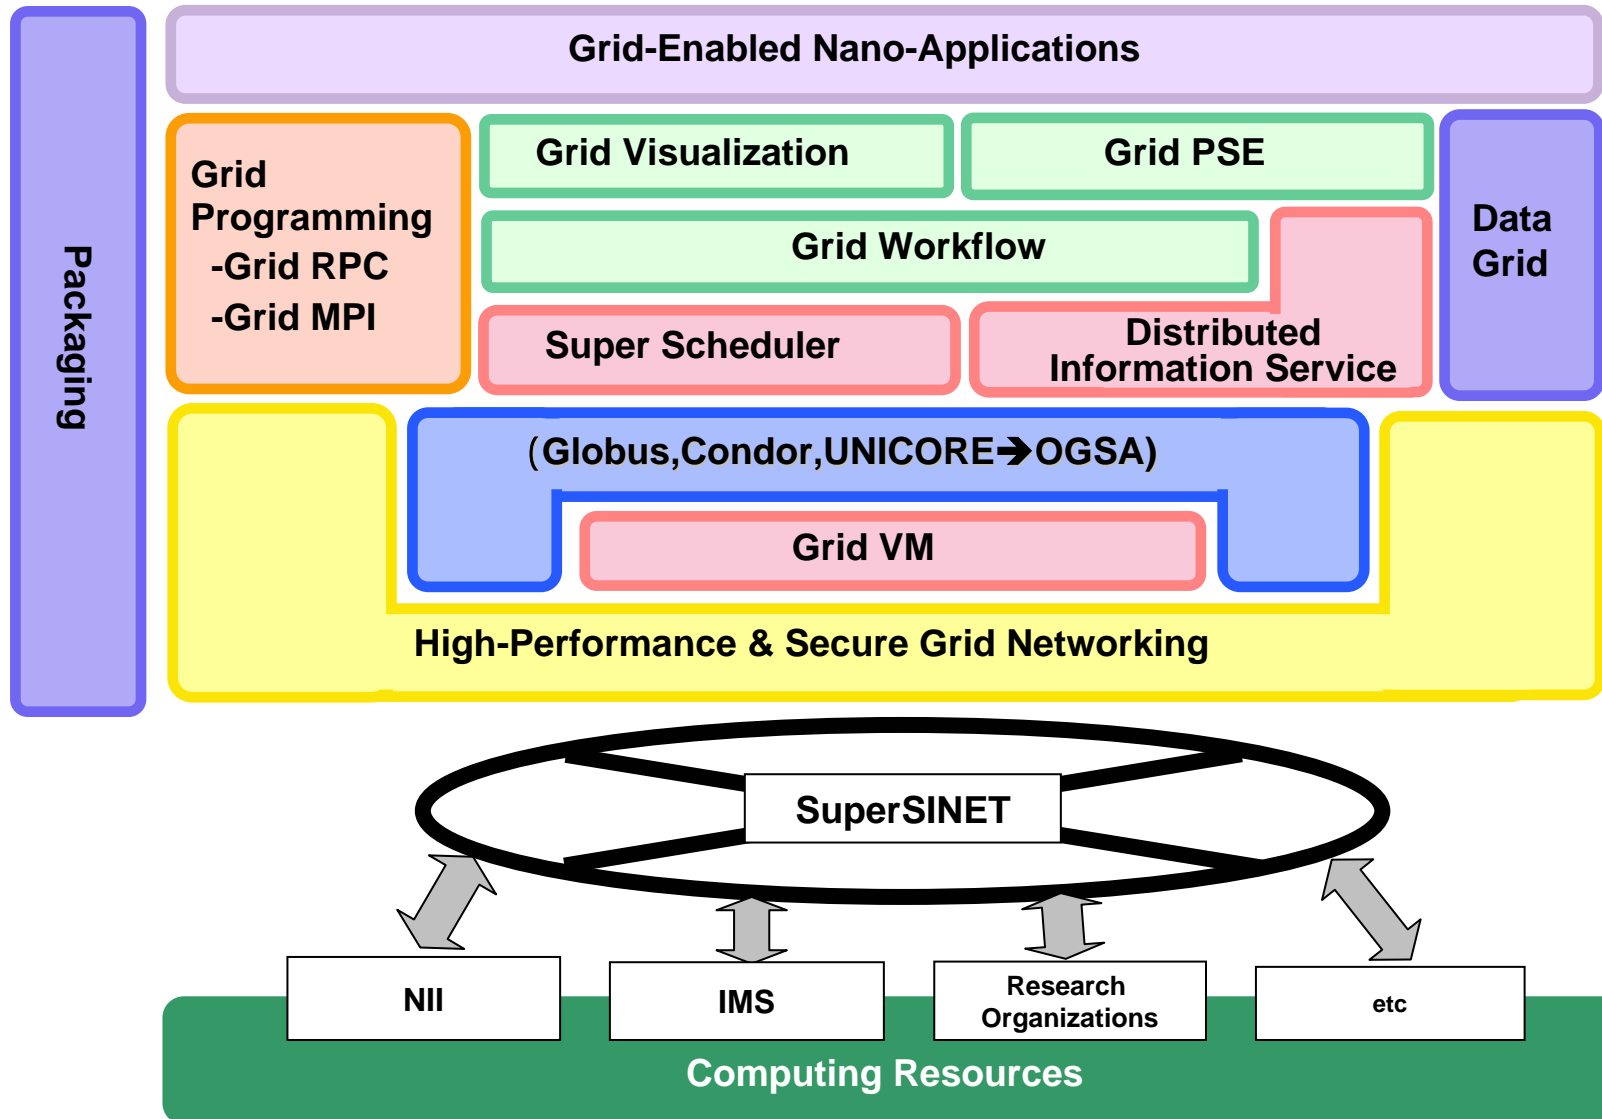 Packaging
Grid-Enabled Nano-Applications
Grid
Programming
-Grid RPC
-Grid MPI
Grid Visualization
Grid PSE
Grid Workflow
Super Scheduler
Distributed
Information Service
Data
Grid
(Globus,Condor,UNICORE➔OGSA)
Grid VM
High-Performance & Secure Grid Networking
SuperSINET
NII
IMS
Research
Organizations
etc
Computing Resources